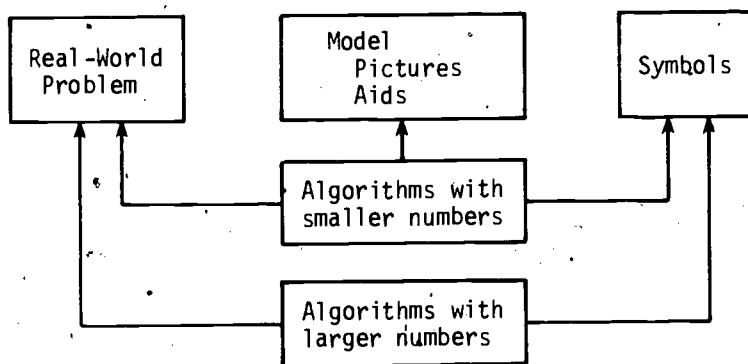 Real-World
Problem
Model
Pictures
Aids
Symbols
Algorithms with
smaller numbers
Algorithms with
larger numbers